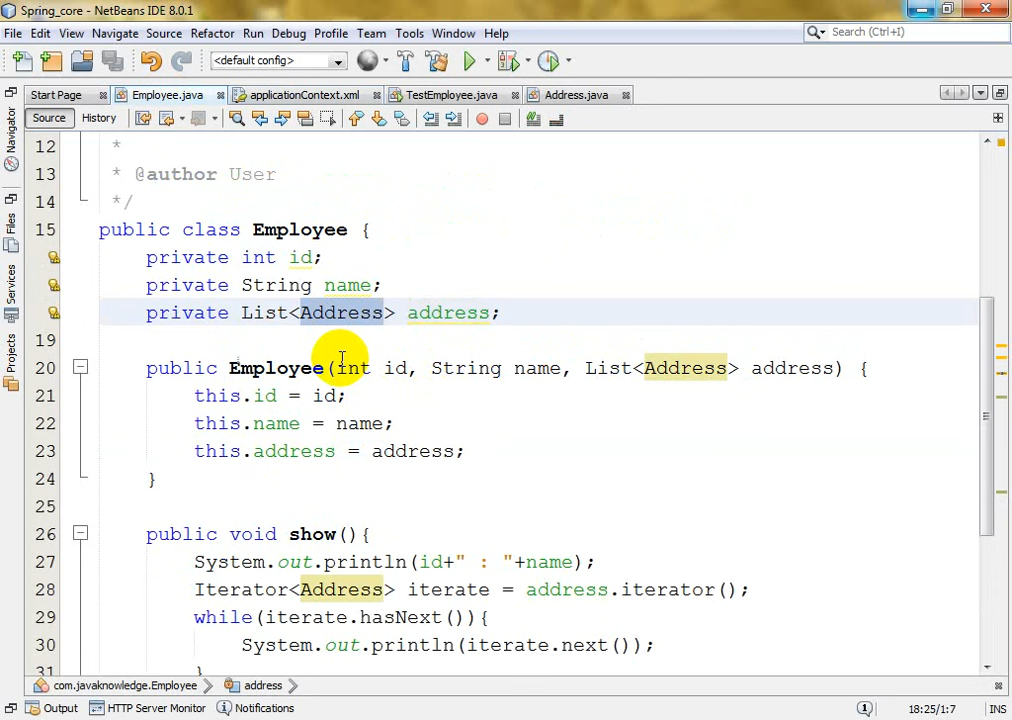 Spring_core - NetBeans IDE 8.0.1
File Edit View Navigate Source Refactor Run Debug Profile Team Tools Window Help
Search (Ctrl+I)
<default config>
Start Page Employee.java applicationContext.xml TestEmployee.java Address.java
Source History
Navigator
Files
Services
Projects
12 *
13 * @author User
14 */
15 public class Employee {
private int id;
private String name;
private List<Address> address;
19
20 public Employee(int id, String name, List<Address> address) {
21 this.id = id;
22 this.name = name;
23 this.address = address;
24 }
25
26 public void show(){
27 System.out.println(id+" : "+name);
28 Iterator<Address> iterate = address.iterator();
29 while(iterate.hasNext()){
30 System.out.println(iterate.next());
31 }
com.javaknowledge.Employee address
Output HTTP Server Monitor Notifications
1 18:25/1:7 INS